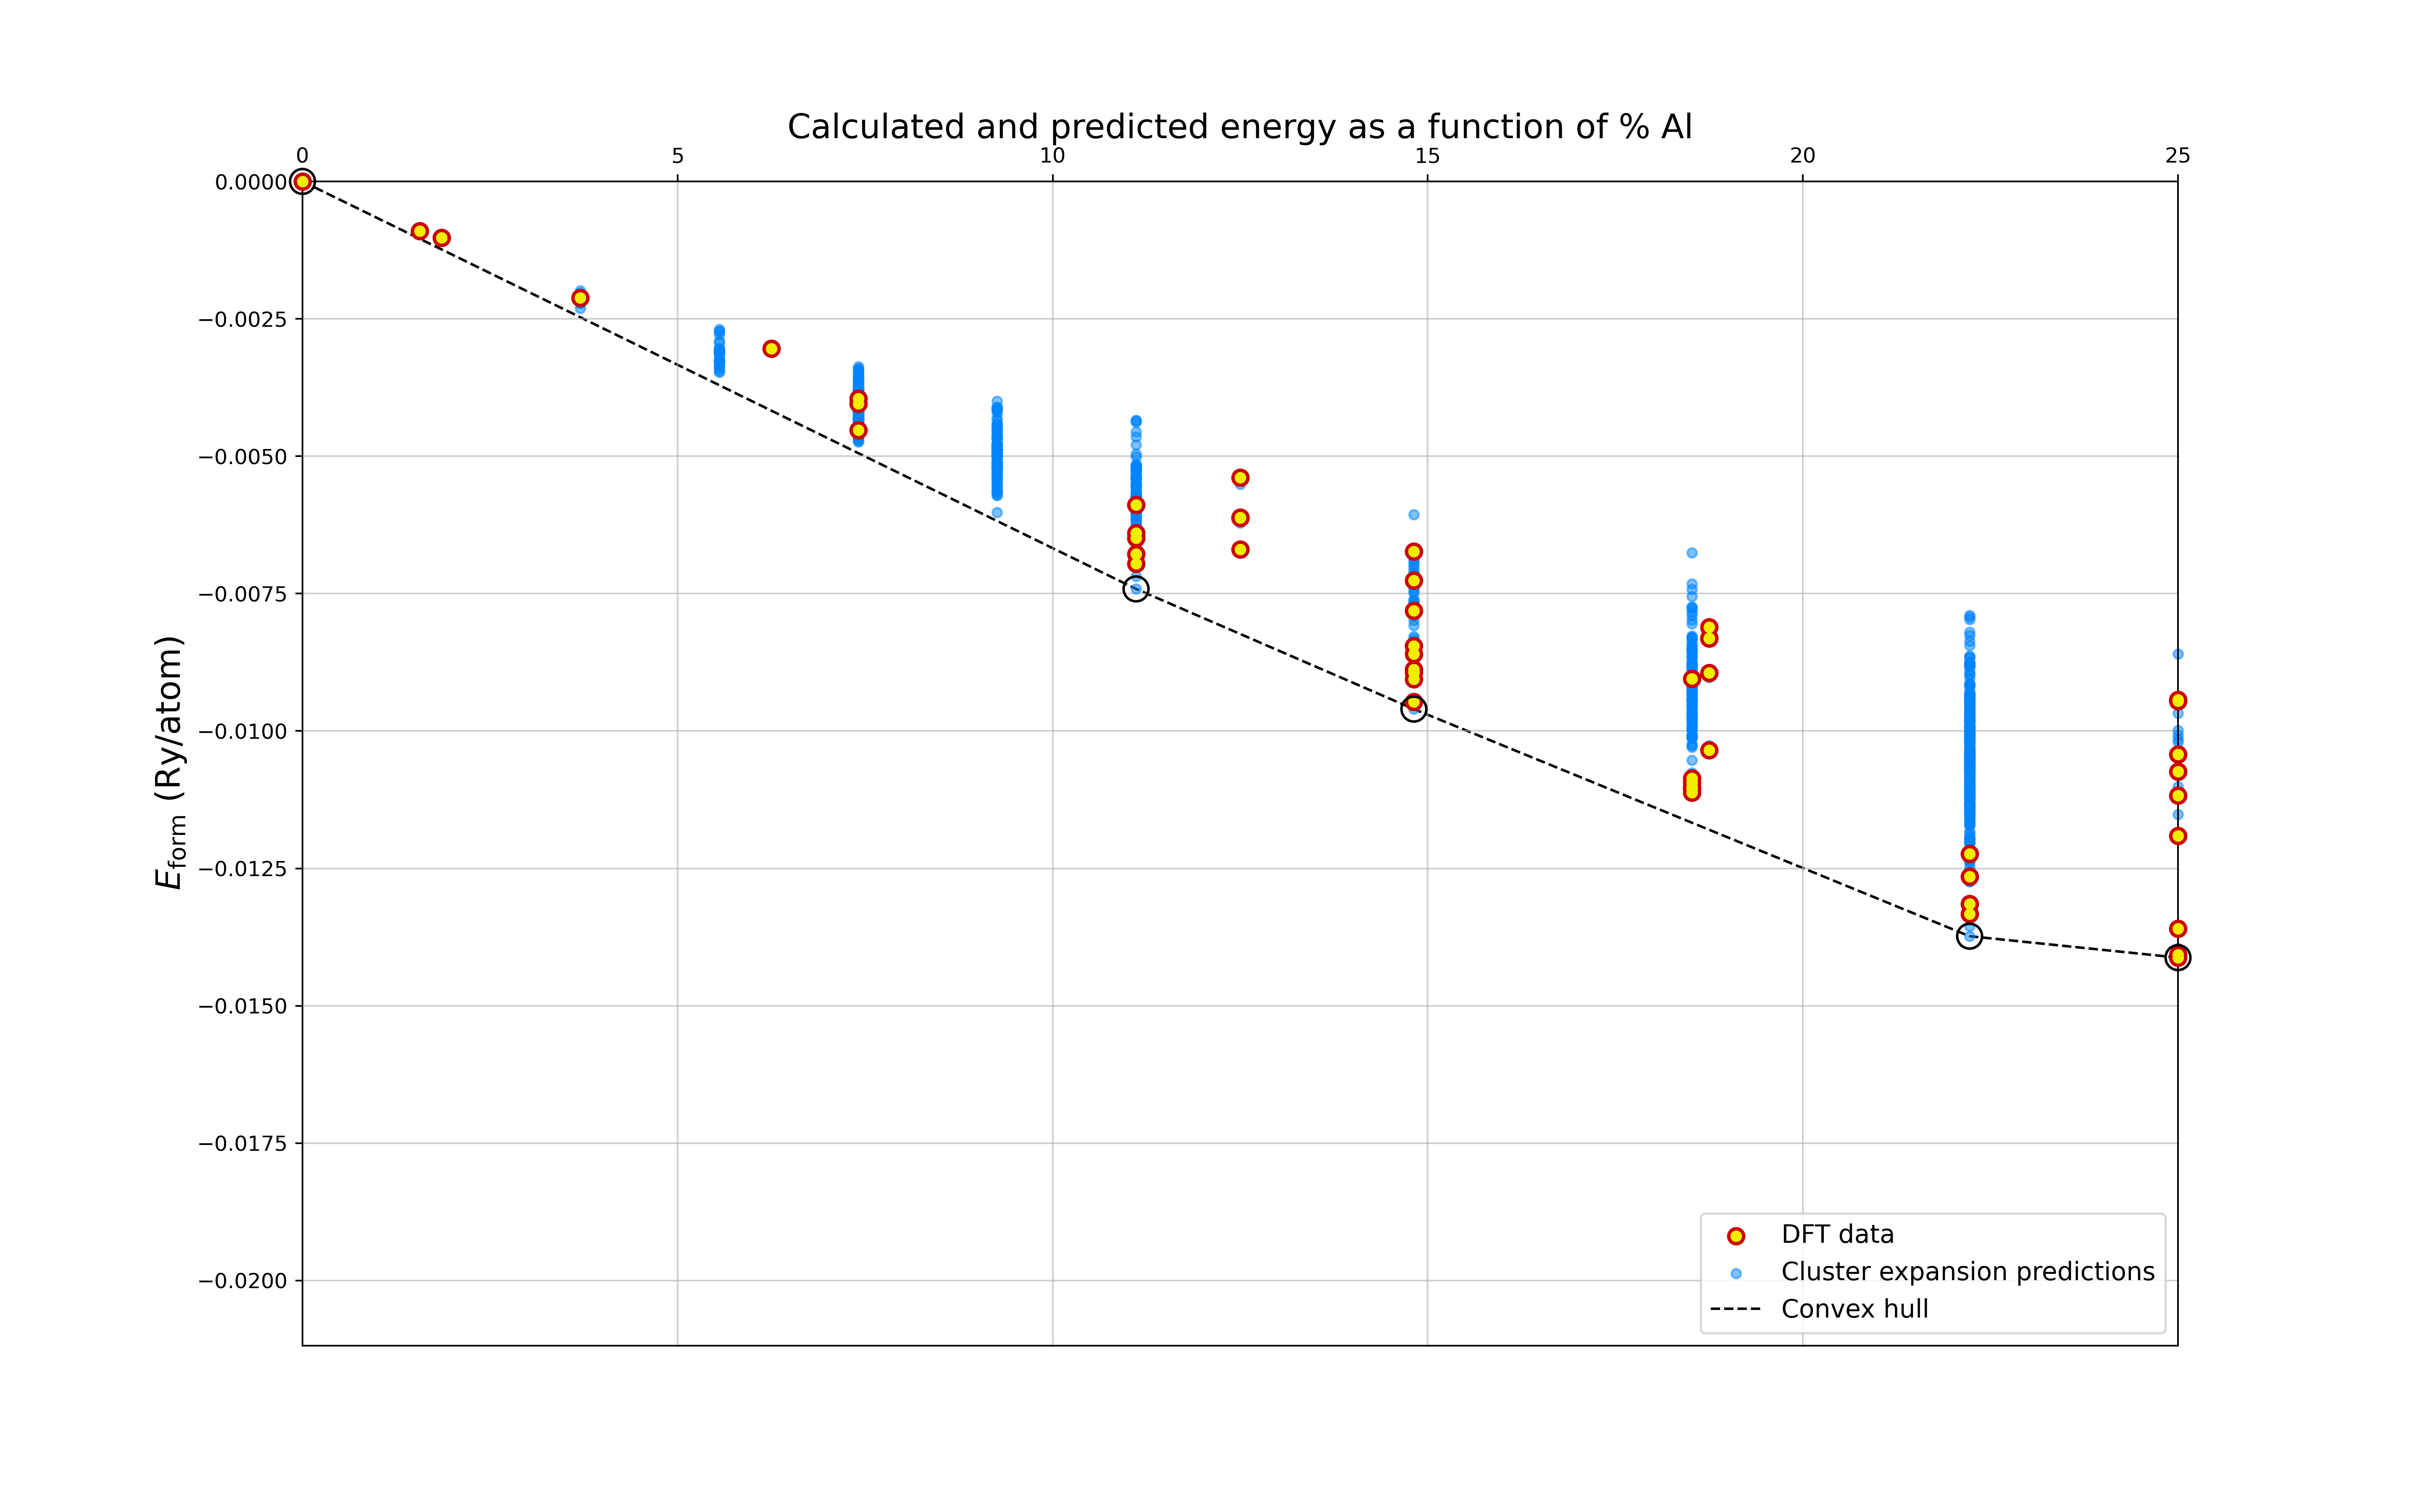 Calculated and predicted energy as a function of % Al
0 5 10 15 20 25
0.0000
−0.0025
−0.0050
−0.0075
−0.0100
−0.0125
−0.0150
−0.0175
−0.0200
E_form (Ry/atom)
DFT data
Cluster expansion predictions
Convex hull